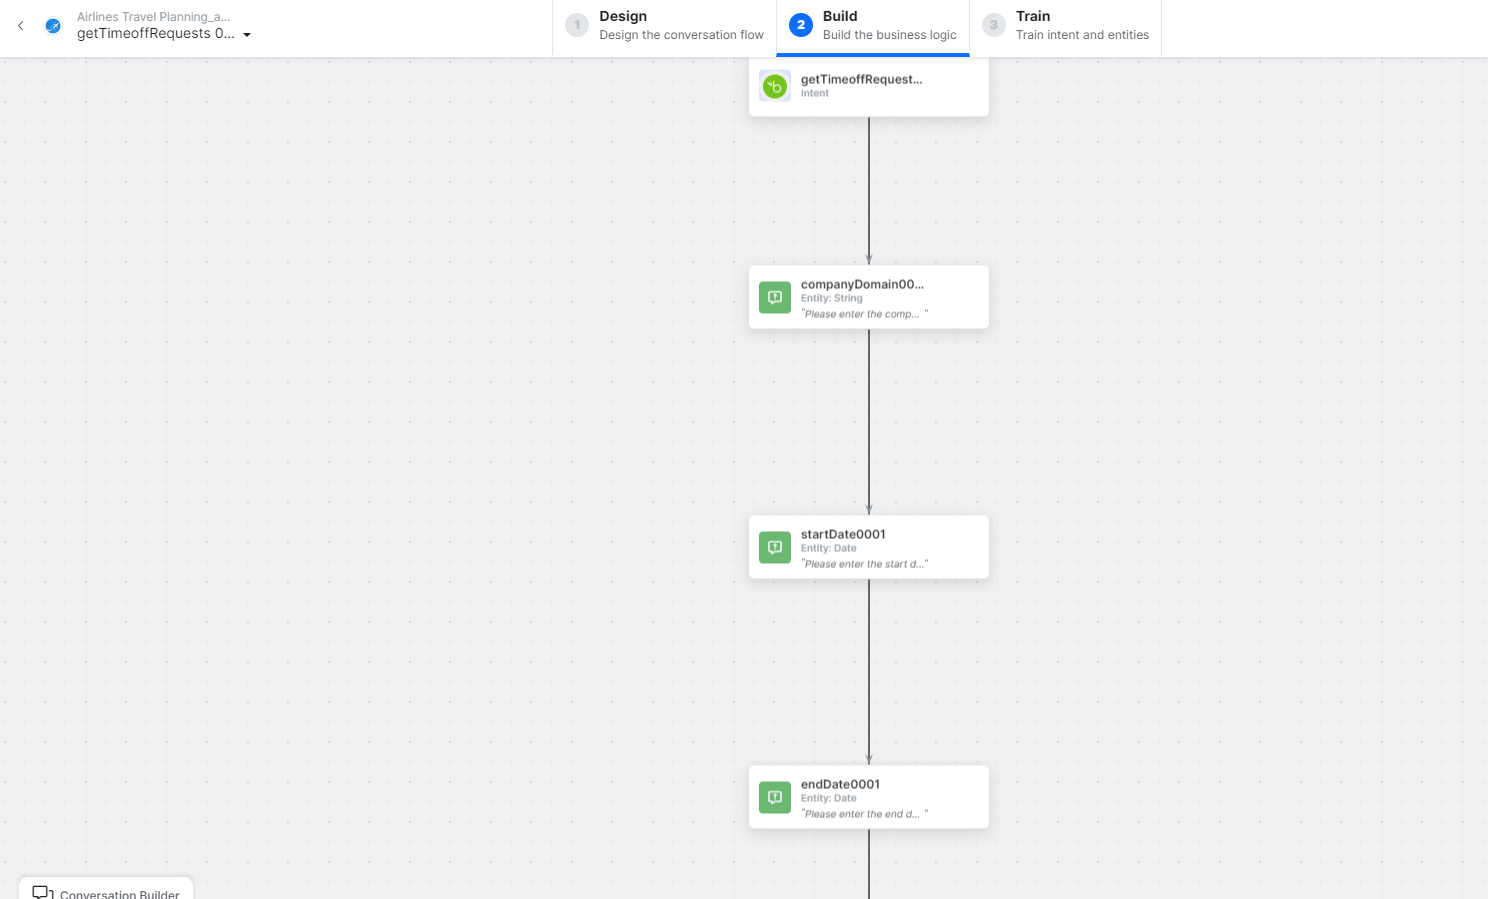 Airlines Travel Planning_a...
getTimeoffRequests 0...
1
Design
Design the conversation flow
2
Build
Build the business logic
3
Train
Train intent and entities
getTimeoffRequest...
Intent
companyDomain00...
Entity: String
"Please enter the comp... "
startDate0001
Entity: Date
"Please enter the start d..."
endDate0001
Entity: Date
"Please enter the end d... "
Conversation Builder